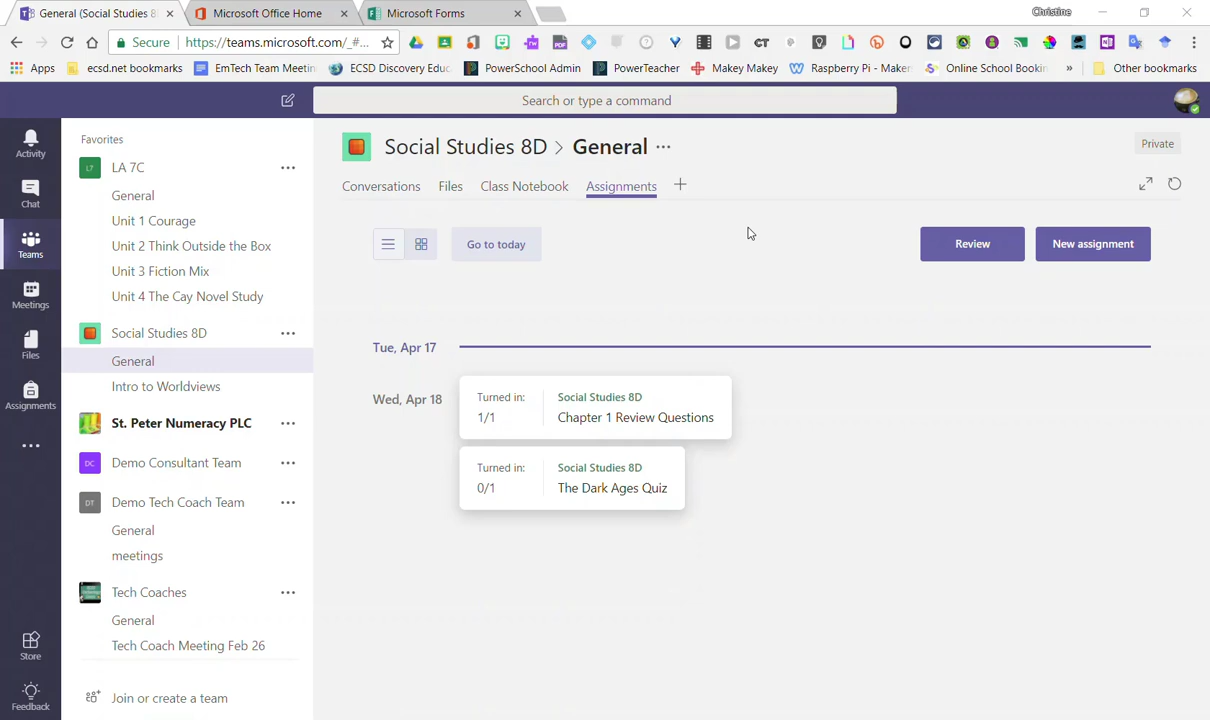 General (Social Studies 8
Microsoft Office Home
Microsoft Forms
Christine
Secure
https://teams.microsoft.com/_#...
Apps
ecsd.net bookmarks
EmTech Team Meetin
ECSD Discovery Educ
PowerSchool Admin
PowerTeacher
Makey Makey
Raspberry Pi - Maker
Online School Bookin
»
Other bookmarks
Search or type a command
Activity
Chat
Teams
Meetings
Files
Assignments
Store
Feedback
Favorites
L7
LA 7C
General
Unit 1 Courage
Unit 2 Think Outside the Box
Unit 3 Fiction Mix
Unit 4 The Cay Novel Study
Social Studies 8D
General
Intro to Worldviews
St. Peter Numeracy PLC
DC
Demo Consultant Team
DT
Demo Tech Coach Team
General
meetings
Tech Coaches
General
Tech Coach Meeting Feb 26
Join or create a team
Social Studies 8D > General ···
Private
Conversations
Files
Class Notebook
Assignments
Go to today
Review
New assignment
Tue, Apr 17
Wed, Apr 18
Turned in:
1/1
Social Studies 8D
Chapter 1 Review Questions
Turned in:
0/1
Social Studies 8D
The Dark Ages Quiz